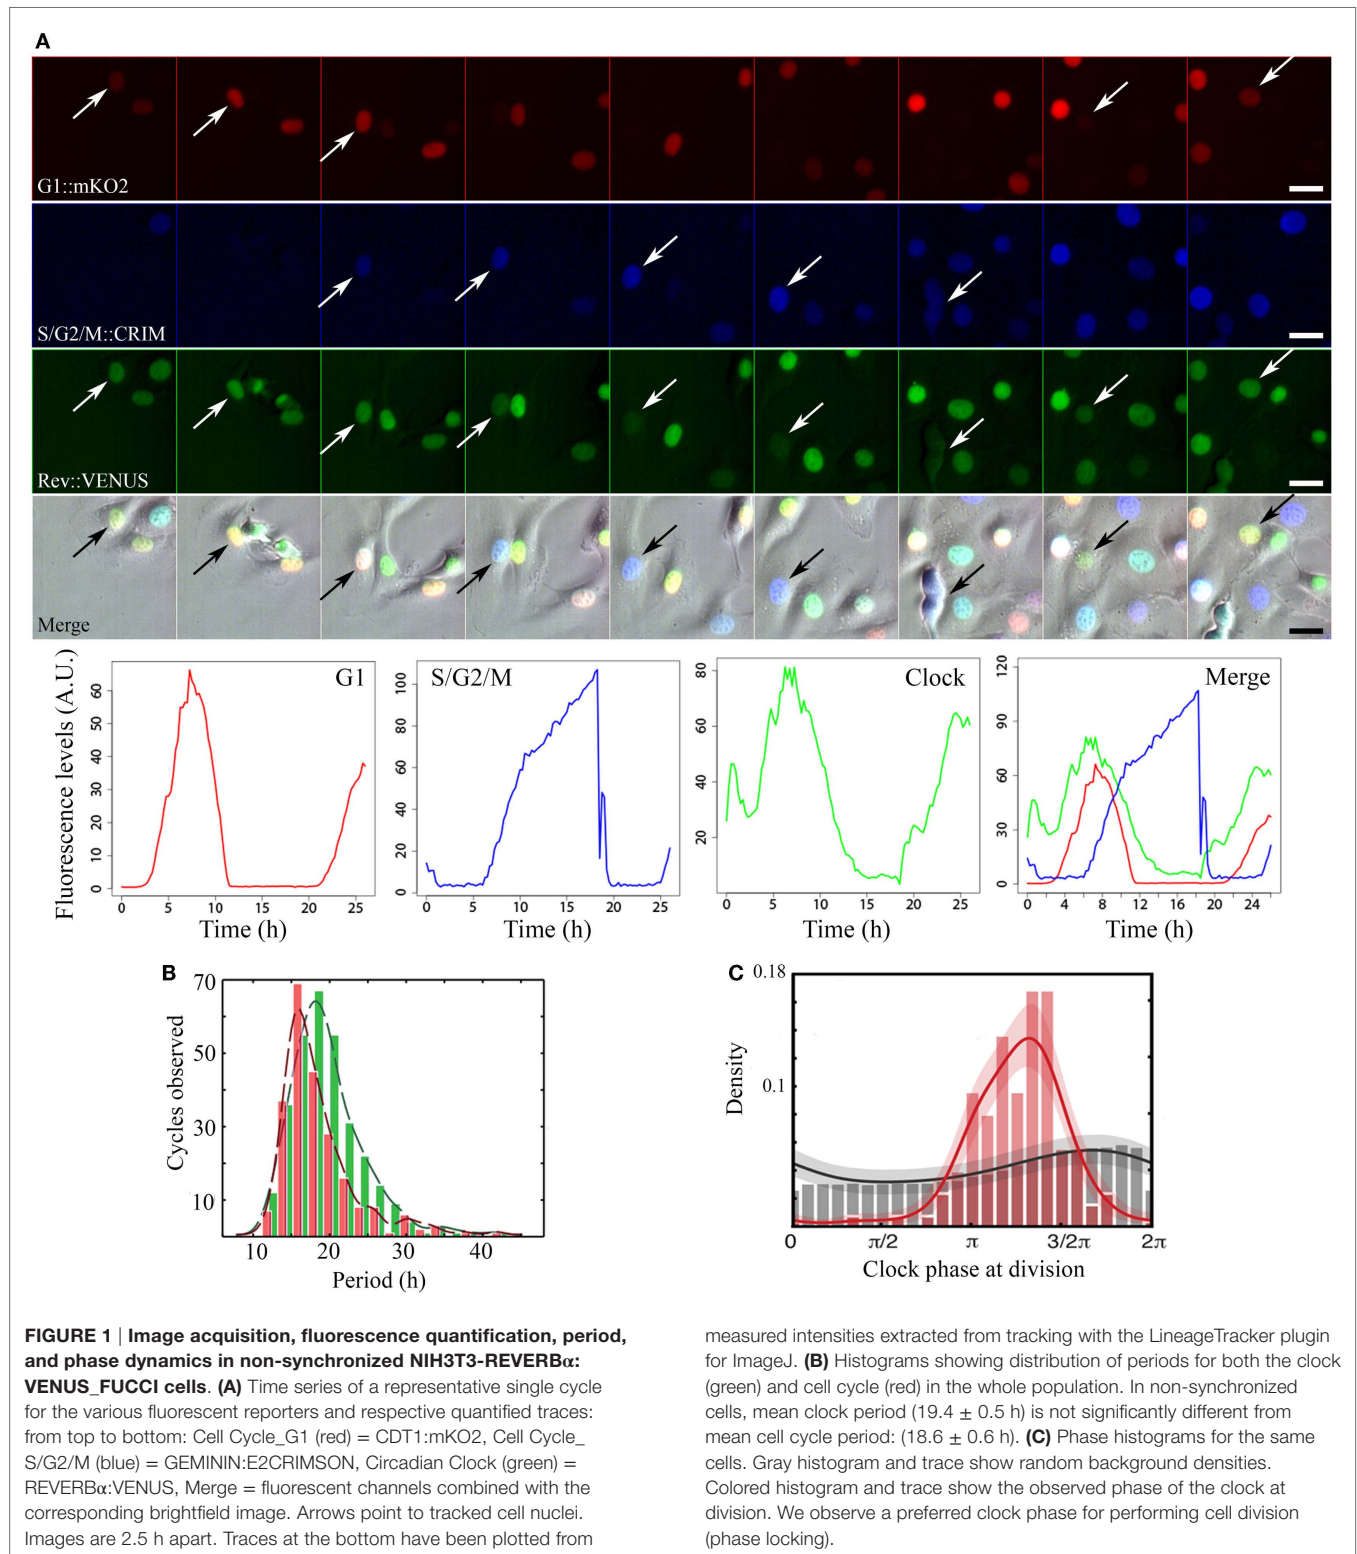 A
G1::mKO2
S/G2/M::CRIM
Rev::VENUS
Merge
Fluorescence levels (A.U.)
G1
60
50
40
30
20
10
0
0 5 10 15 20 25
Time (h)
S/G2/M
100
80
60
40
20
0
0 5 10 15 20 25
Time (h)
Clock
80
60
40
20
0 5 10 15 20 25
Time (h)
Merge
120
90
60
30
0
0 4 8 12 16 20 24
Time (h)
B
Cycles observed
70
50
30
10
10 20 30 40
Period (h)
C
Density
0.18
0.1
0 π/2 π 3/2π 2π
Clock phase at division
FIGURE 1 | Image acquisition, fluorescence quantification, period,
and phase dynamics in non-synchronized NIH3T3-REVERBα:
VENUS_FUCCI cells. (A) Time series of a representative single cycle
for the various fluorescent reporters and respective quantified traces:
from top to bottom: Cell Cycle_G1 (red) = CDT1:mKO2, Cell Cycle_
S/G2/M (blue) = GEMININ:E2CRIMSON, Circadian Clock (green) =
REVERBα:VENUS, Merge = fluorescent channels combined with the
corresponding brightfield image. Arrows point to tracked cell nuclei.
Images are 2.5 h apart. Traces at the bottom have been plotted from
measured intensities extracted from tracking with the LineageTracker plugin
for ImageJ. (B) Histograms showing distribution of periods for both the clock
(green) and cell cycle (red) in the whole population. In non-synchronized
cells, mean clock period (19.4 ± 0.5 h) is not significantly different from
mean cell cycle period: (18.6 ± 0.6 h). (C) Phase histograms for the same
cells. Gray histogram and trace show random background densities.
Colored histogram and trace show the observed phase of the clock at
division. We observe a preferred clock phase for performing cell division
(phase locking).